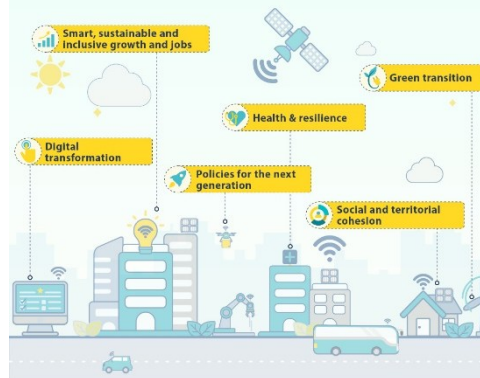 Smart, sustainable and
inclusive growth and jobs
Green transition
Health & resilience
Digital
transformation
Policies for the next
generation
Social and territorial
cohesion